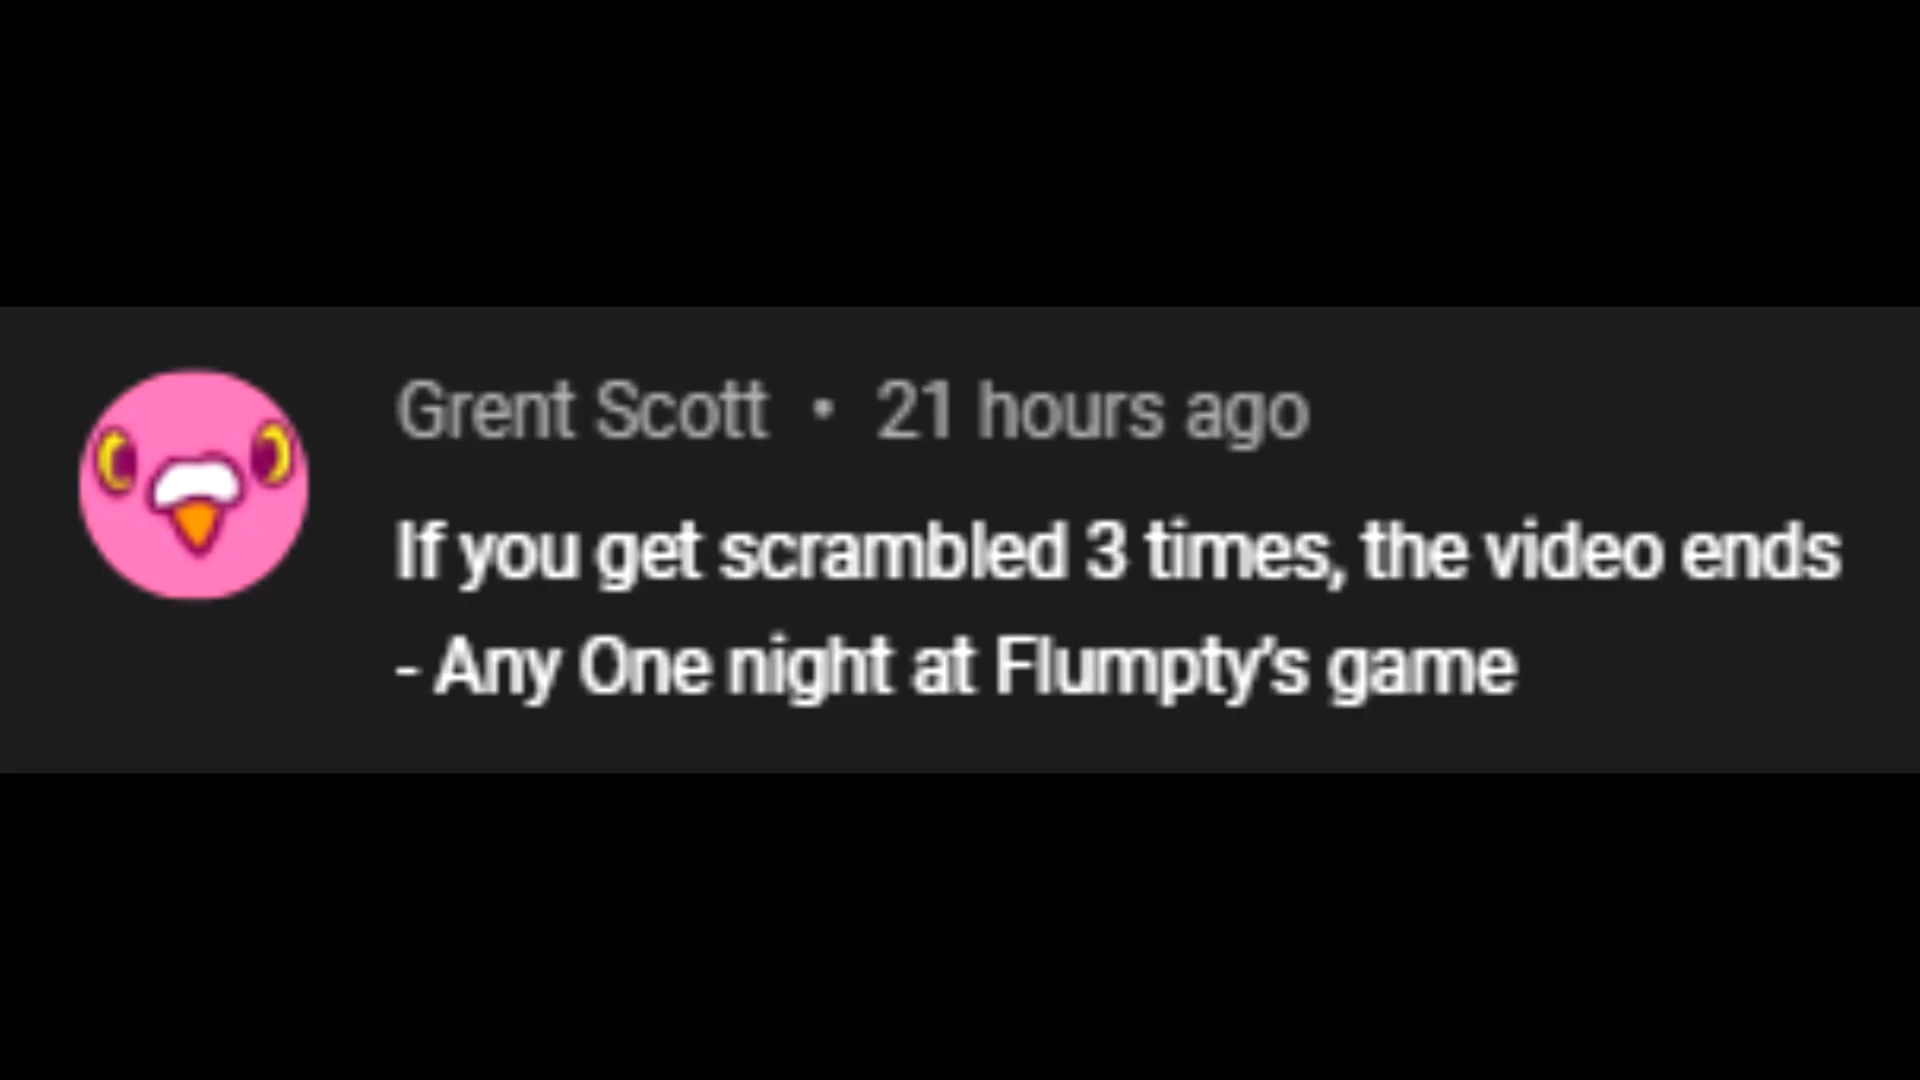 Grent Scott • 21 hours ago
If you get scrambled 3 times, the video ends
- Any One night at Flumpty's game